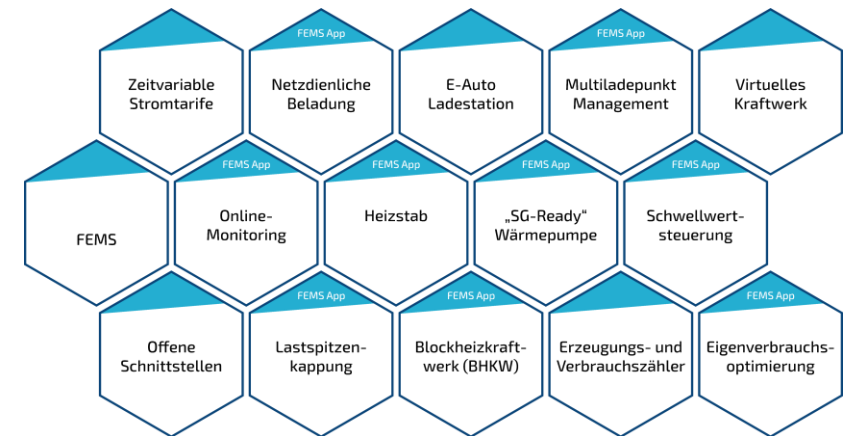 Zeitvariable
Stromtarife
FEMS App
Netzdienliche
Beladung
E-Auto
Ladestation
FEMS App
Multiladepunkt
Management
Virtuelles
Kraftwerk
FEMS
FEMS App
Online-
Monitoring
FEMS App
Heizstab
FEMS App
„SG-Ready“
Wärmepumpe
FEMS App
Schwellwert-
steuerung
Offene
Schnittstellen
FEMS App
Lastspitzen-
kappung
FEMS App
Blockheizkraft-
werk (BHKW)
Erzeugungs- und
Verbrauchszähler
FEMS App
Eigenverbrauchs-
optimierung